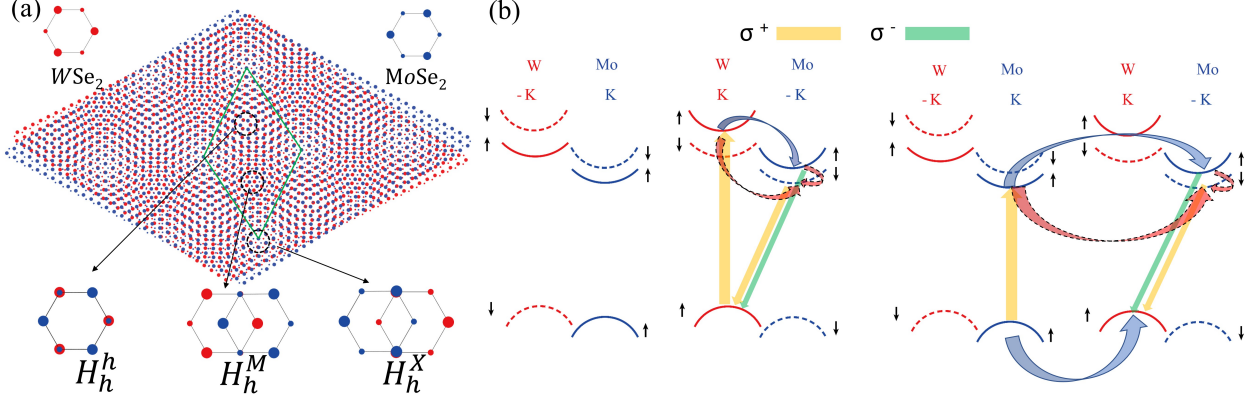 (a)
WSe₂
MoSe₂
H_h^h
H_h^M
H_h^X
(b)
σ⁺ σ⁻
W Mo
-K K
↓
↑
↓
↑
↓
↑
W Mo
K -K
↑
↓
↑
↓
↑
↓
W Mo
-K K
↓
↑
↓
↑
↓
↑
W Mo
K -K
↑
↓
↑
↓
↑
↓